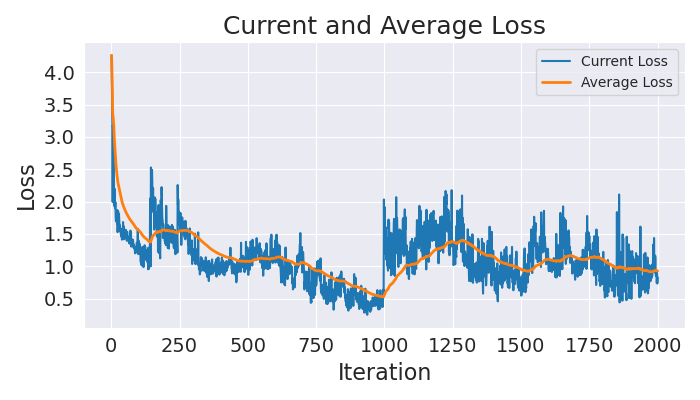 Current and Average Loss
Current Loss
Average Loss
Loss
4.0
3.5
3.0
2.5
2.0
1.5
1.0
0.5
0 250 500 750 1000 1250 1500 1750 2000
Iteration